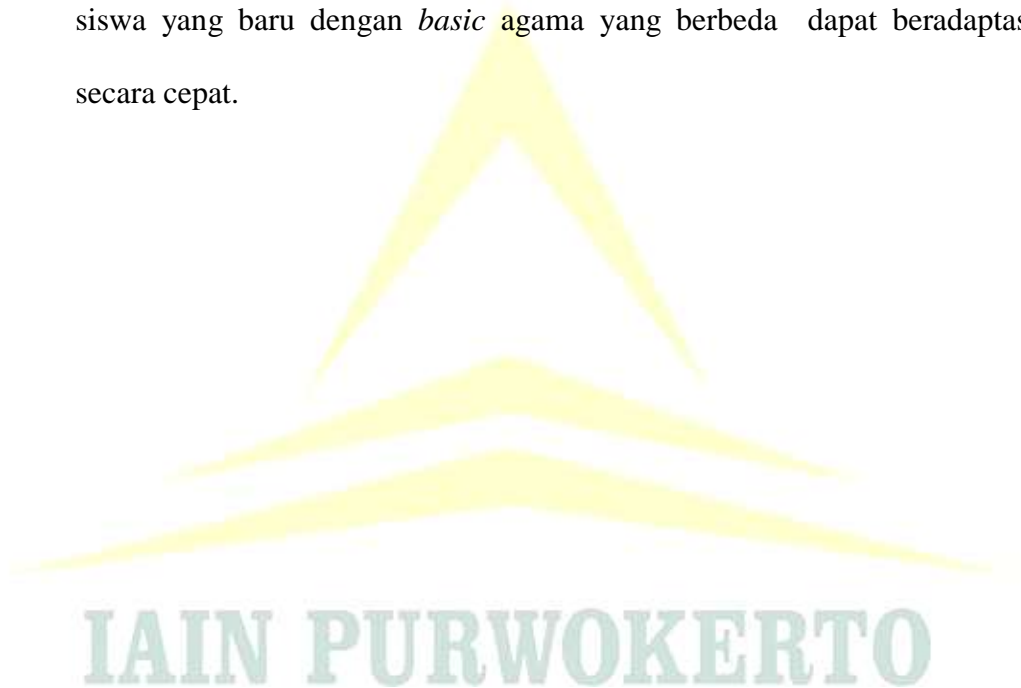 siswa yang baru dengan basic agama yang berbeda dapat beradaptas
secara cepat.
IAIN PURWOKERTO